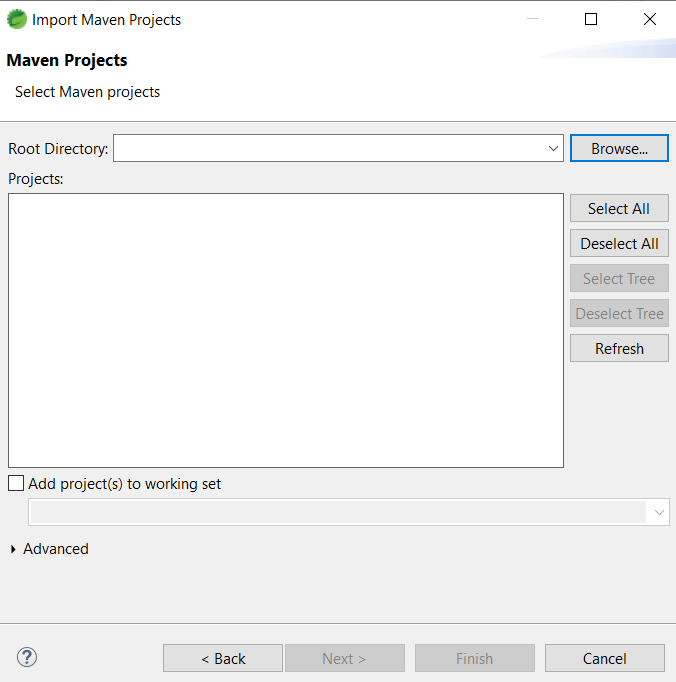 Import Maven Projects
Maven Projects
Select Maven projects
Root Directory:
Browse...
Projects:
Select All
Deselect All
Select Tree
Deselect Tree
Refresh
Add project(s) to working set
Advanced
?
< Back
Next >
Finish
Cancel